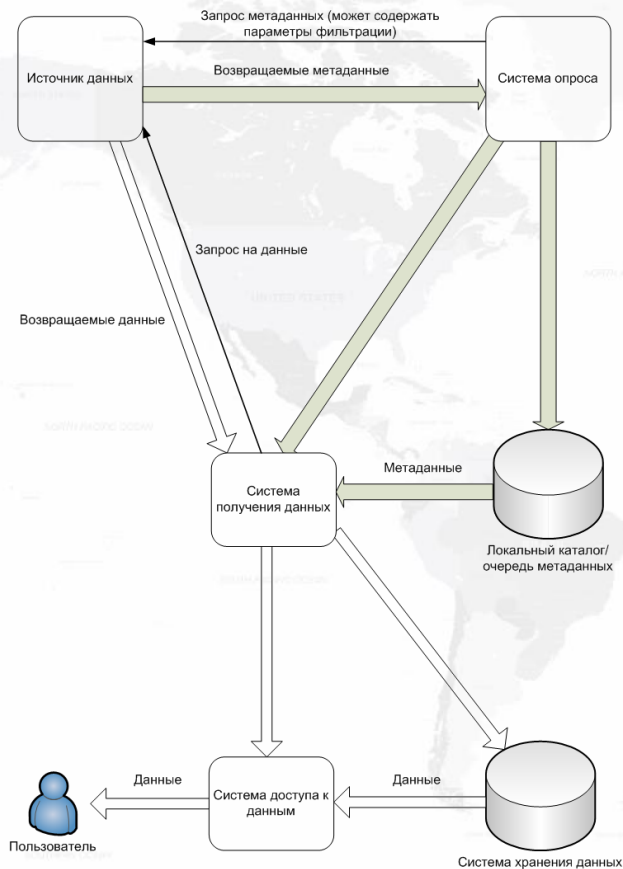 Запрос метаданных (может содержать
параметры фильтрации)
Источник данных
Возвращаемые метаданные
Система опроса
Запрос на данные
Возвращаемые данные
Метаданные
Система
получения данных
Локальный каталог/
очередь метаданных
Данные
Система доступа к
данным
Данные
Пользователь
Система хранения данных